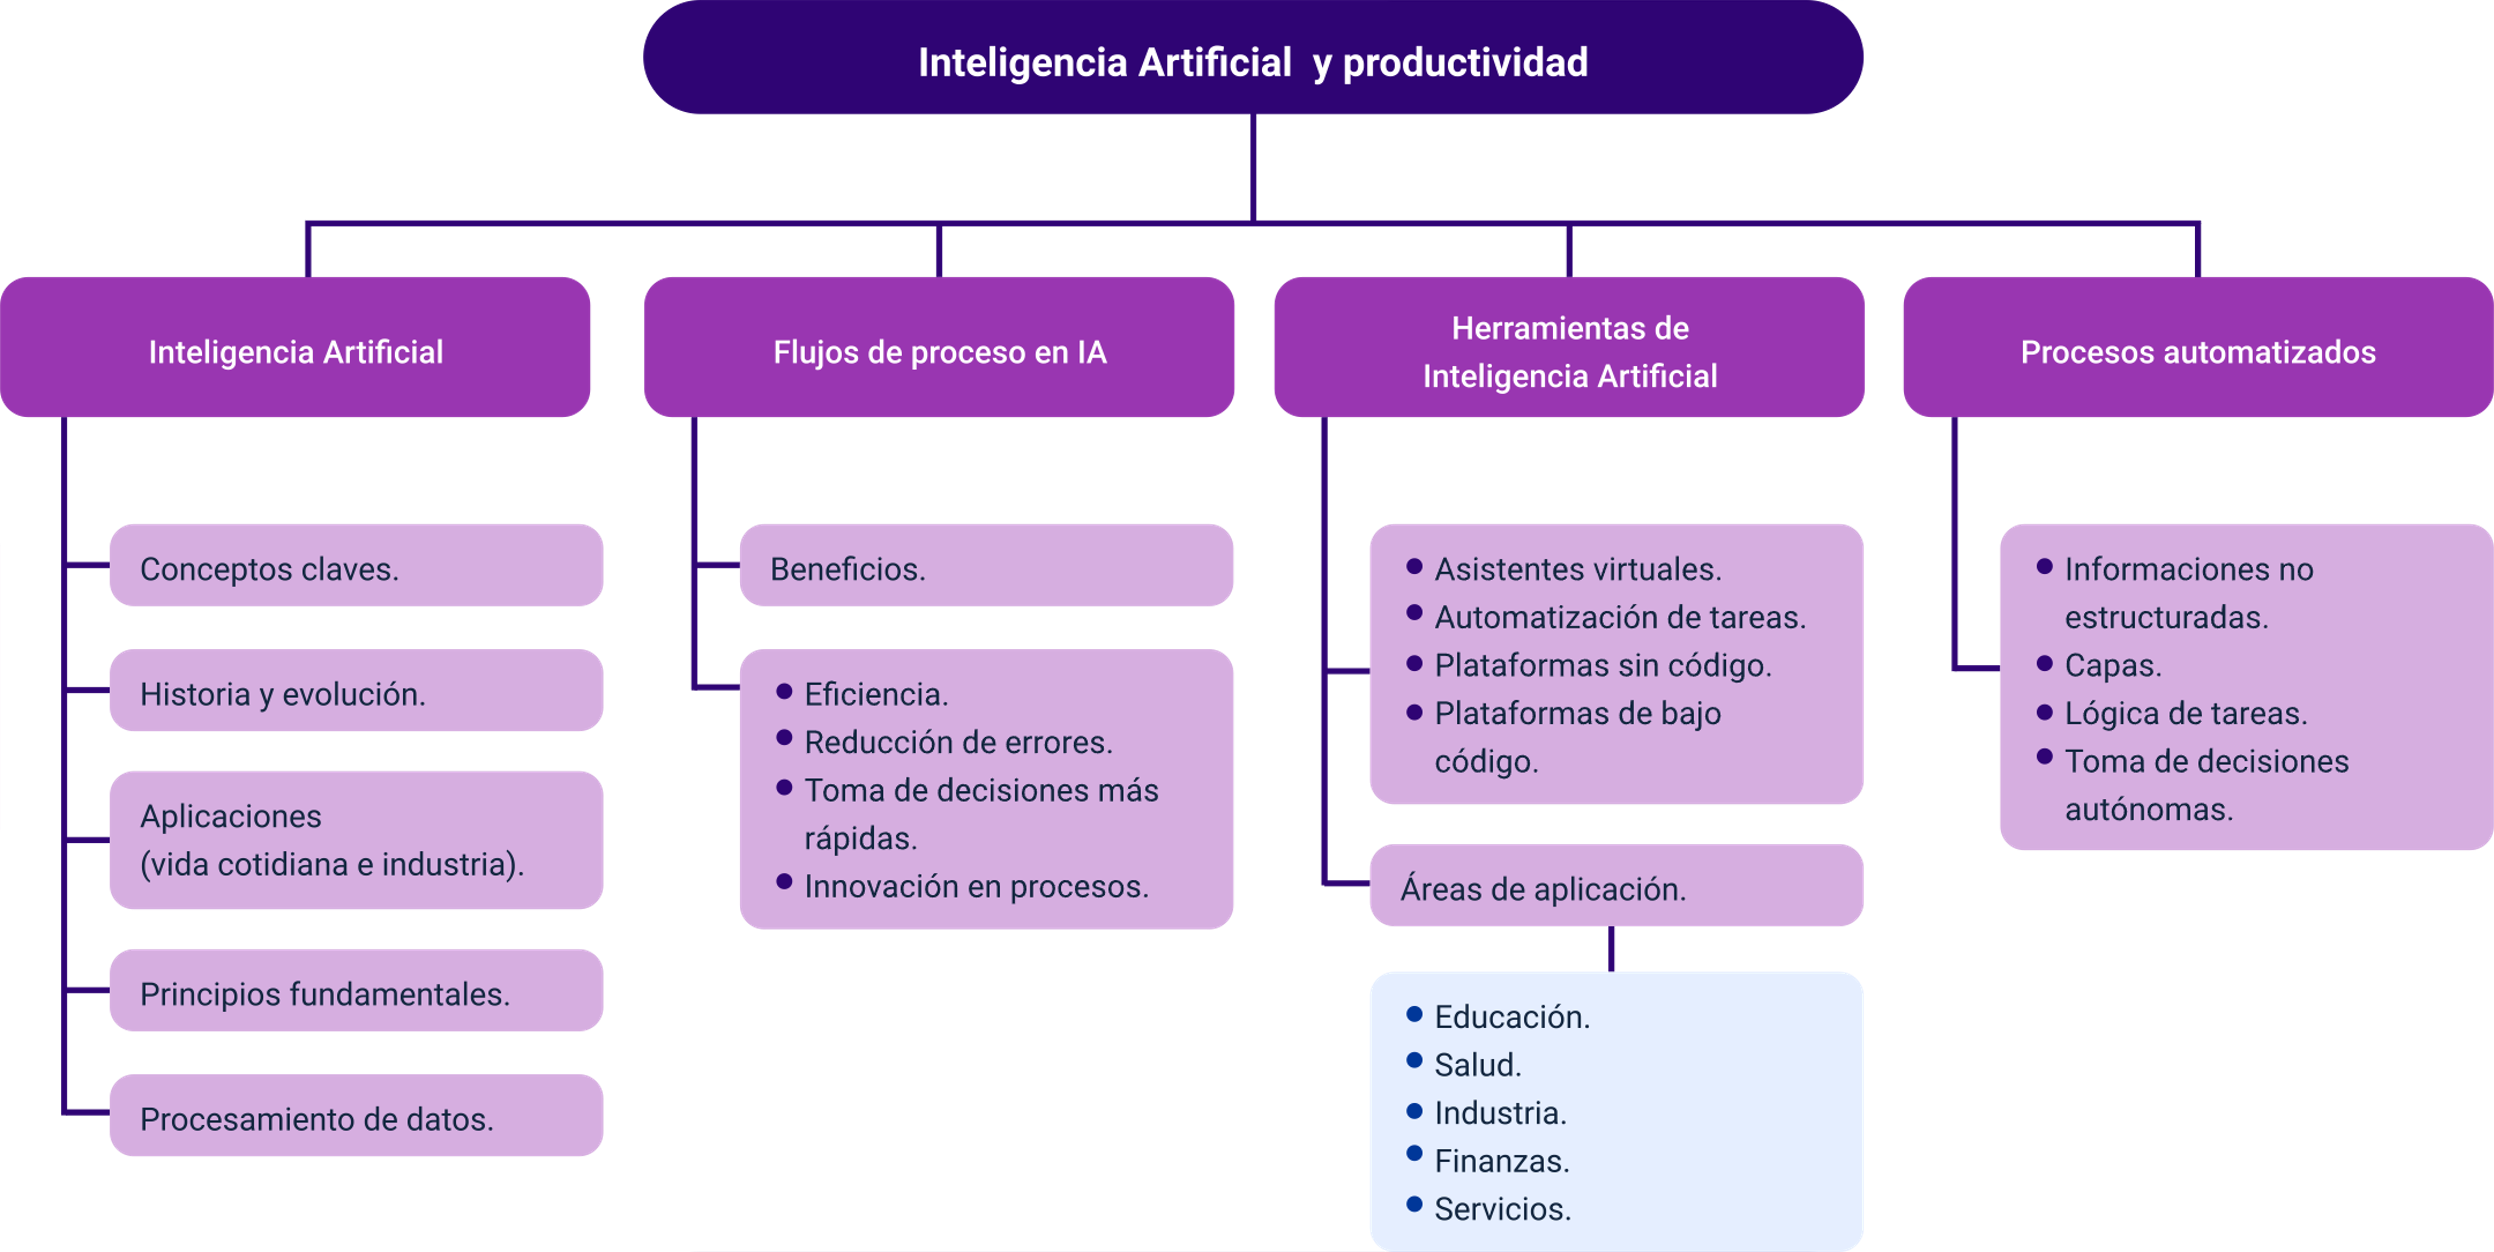 Inteligencia Artificial y productividad
Inteligencia Artificial
Conceptos claves.
Historia y evolución.
Aplicaciones
(vida cotidiana e industria).
Principios fundamentales.
Procesamiento de datos.
Flujos de proceso en IA
Beneficios.
Eficiencia.
Reducción de errores.
Toma de decisiones más
rápidas.
Innovación en procesos.
Herramientas de
Inteligencia Artificial
Asistentes virtuales.
Automatización de tareas.
Plataformas sin código.
Plataformas de bajo
código.
Áreas de aplicación.
Educación.
Salud.
Industria.
Finanzas.
Servicios.
Procesos automatizados
Informaciones no
estructuradas.
Capas.
Lógica de tareas.
Toma de decisiones
autónomas.